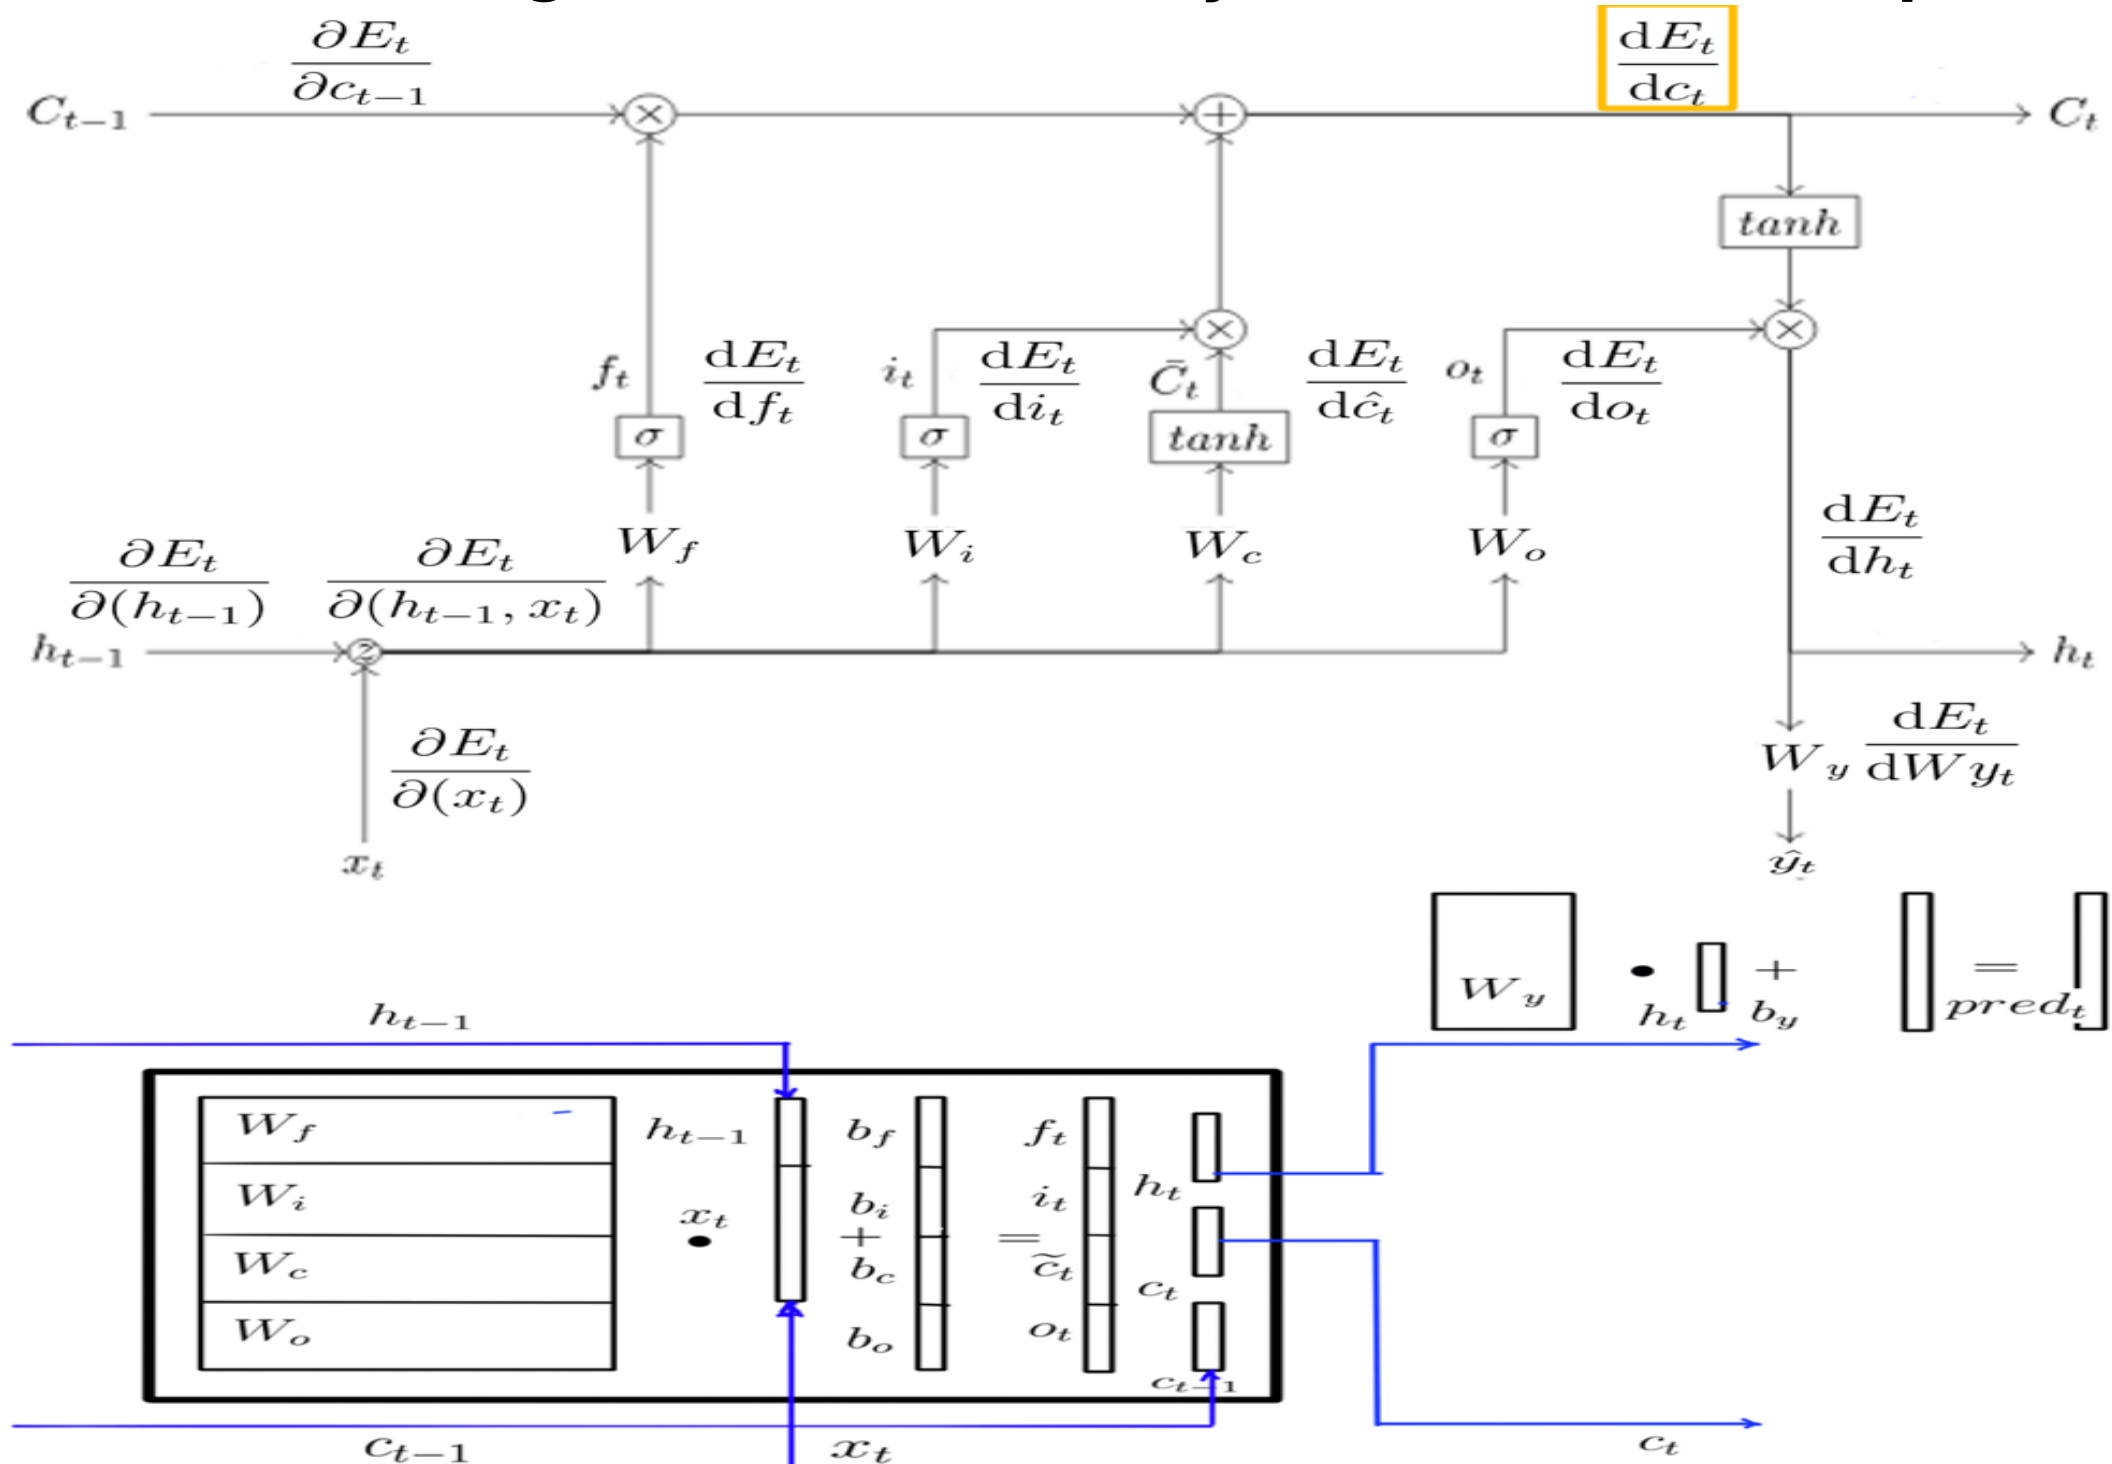 ∂E_t/∂c_{t−1}
dE_t/dc_t
C_{t−1} × + C_t
tanh
×
×
f_t dE_t/df_t i_t dE_t/di_t C̄_t dE_t/dĉ_t o_t dE_t/do_t
σ σ tanh σ
dE_t/dh_t
W_f W_i W_c W_o
∂E_t/∂(h_{t−1}) ∂E_t/∂(h_{t−1}, x_t)
h_{t−1} z h_t
∂E_t/∂(x_t)
W_y dE_t/dWy_t
x_t ŷ_t
W_y • h_t + b_y = pred_t
h_{t−1}
W_f h_{t−1} b_f f_t
W_i x_t b_i i_t h_t
• + =
W_c b_c c̃_t c_t
W_o b_o o_t
c_{t−1}
c_{t−1} x_t c_t